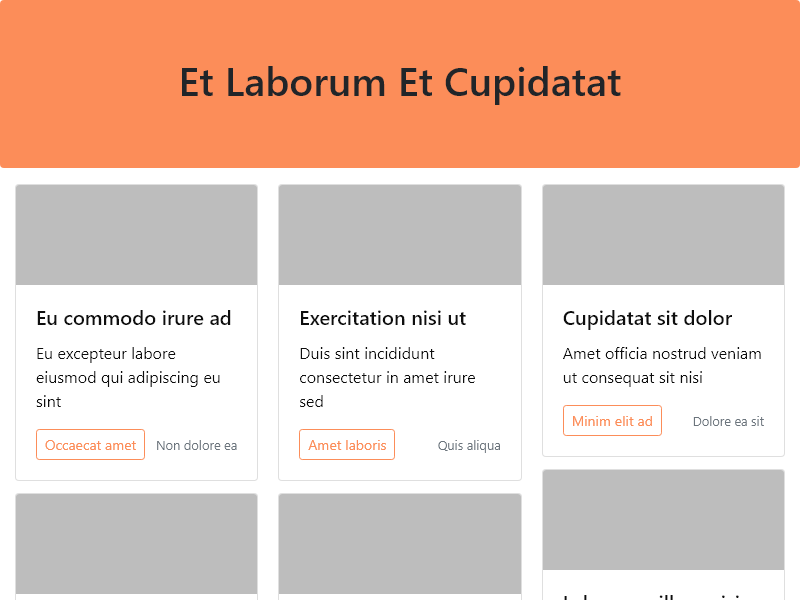 Et Laborum Et Cupidatat
Eu commodo irure ad
Eu excepteur labore
eiusmod qui adipiscing eu
sint
Occaecat amet
Non dolore ea
Exercitation nisi ut
Duis sint incididunt
consectetur in amet irure
sed
Amet laboris
Quis aliqua
Cupidatat sit dolor
Amet officia nostrud veniam
ut consequat sit nisi
Minim elit ad
Dolore ea sit